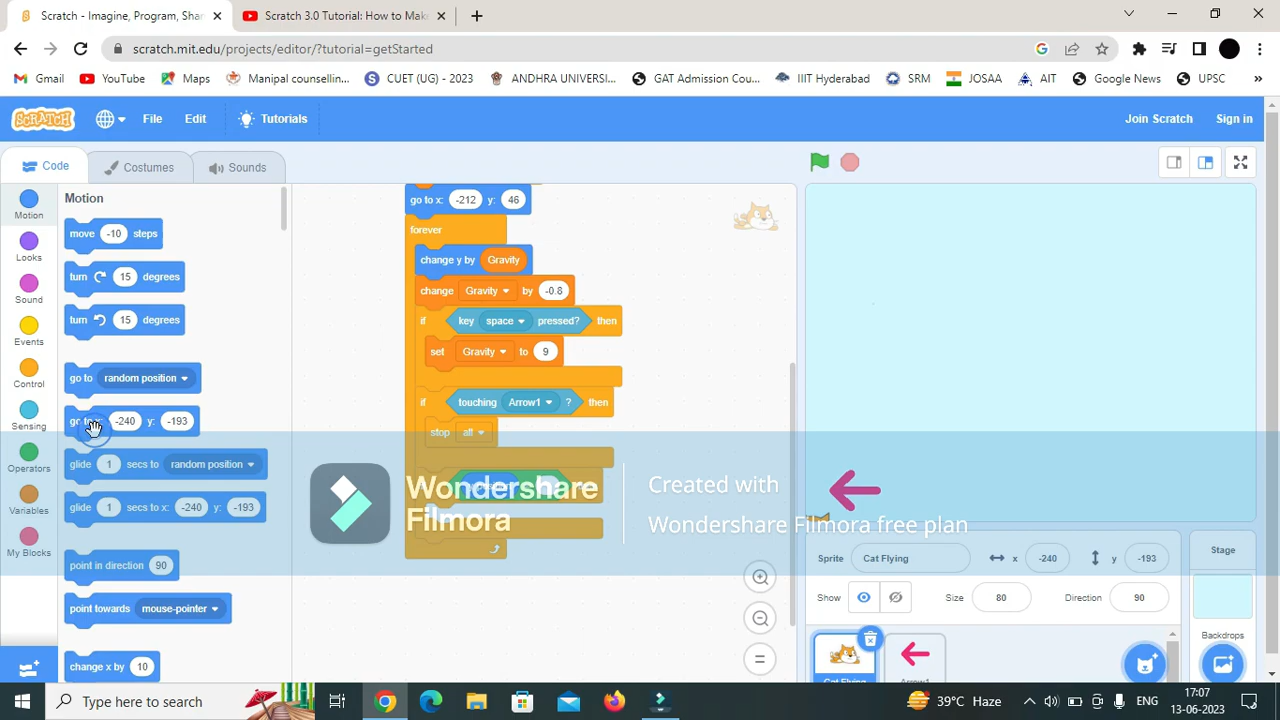 Scratch - Imagine, Program, Shar
Scratch 3.0 Tutorial: How to Make
scratch.mit.edu/projects/editor/?tutorial=getStarted
Gmail
YouTube
Maps
Manipal counsellin...
CUET (UG) - 2023
ANDHRA UNIVERSI...
GAT Admission Cou...
IIIT Hyderabad
SRM
JOSAA
AIT
Google News
UPSC
»
SCRATCH
File
Edit
Tutorials
Join Scratch
Sign in
Code
Costumes
Sounds
Motion
Looks
Sound
Events
Control
Sensing
Operators
Variables
My Blocks
Motion
move -10 steps
turn 15 degrees
turn 15 degrees
go to random position
go to x: -240 y: -193
glide 1 secs to random position
glide 1 secs to x: -240 y: -193
point in direction 90
point towards mouse-pointer
change x by 10
go to x: -212 y: 46
forever
change y by Gravity
change Gravity by -0.8
if key space pressed? then
set Gravity to 9
if touching Arrow1 ? then
stop all
Wondershare
Filmora
Created with
Wondershare Filmora free plan
Sprite Cat Flying x -240 y -193
Show Size 80 Direction 90
Cat Flying
Arrow1
Stage
Backdrops
Type here to search
39°C Haze
ENG
17:07
13-06-2023